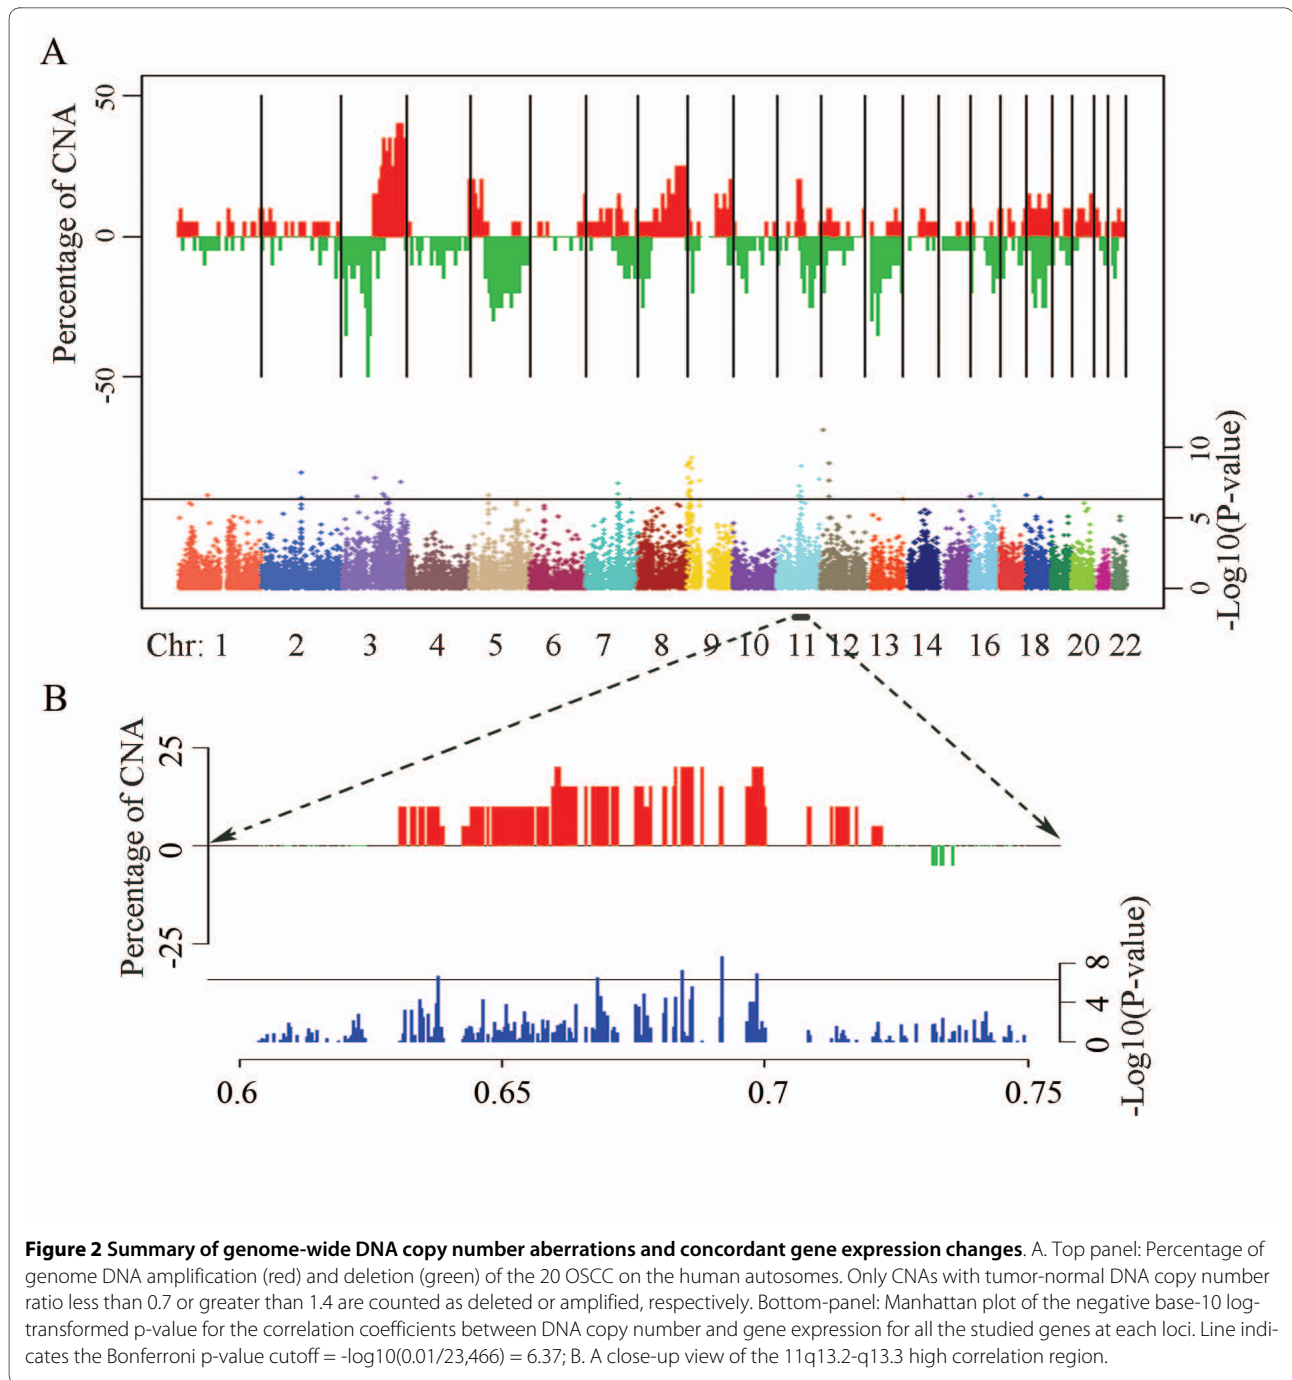 A
50
0
-50
Percentage of CNA
10
5
0
-Log10(P-value)
Chr: 1 2 3 4 5 6 7 8 9 10 11 12 13 14 16 18 20 22
B
25
0
-25
Percentage of CNA
8
4
0
-Log10(P-value)
0.6 0.65 0.7 0.75
Figure 2 Summary of genome-wide DNA copy number aberrations and concordant gene expression changes. A. Top panel: Percentage of
genome DNA amplification (red) and deletion (green) of the 20 OSCC on the human autosomes. Only CNAs with tumor-normal DNA copy number
ratio less than 0.7 or greater than 1.4 are counted as deleted or amplified, respectively. Bottom-panel: Manhattan plot of the negative base-10 log-
transformed p-value for the correlation coefficients between DNA copy number and gene expression for all the studied genes at each loci. Line indi-
cates the Bonferroni p-value cutoff = -log10(0.01/23,466) = 6.37; B. A close-up view of the 11q13.2-q13.3 high correlation region.